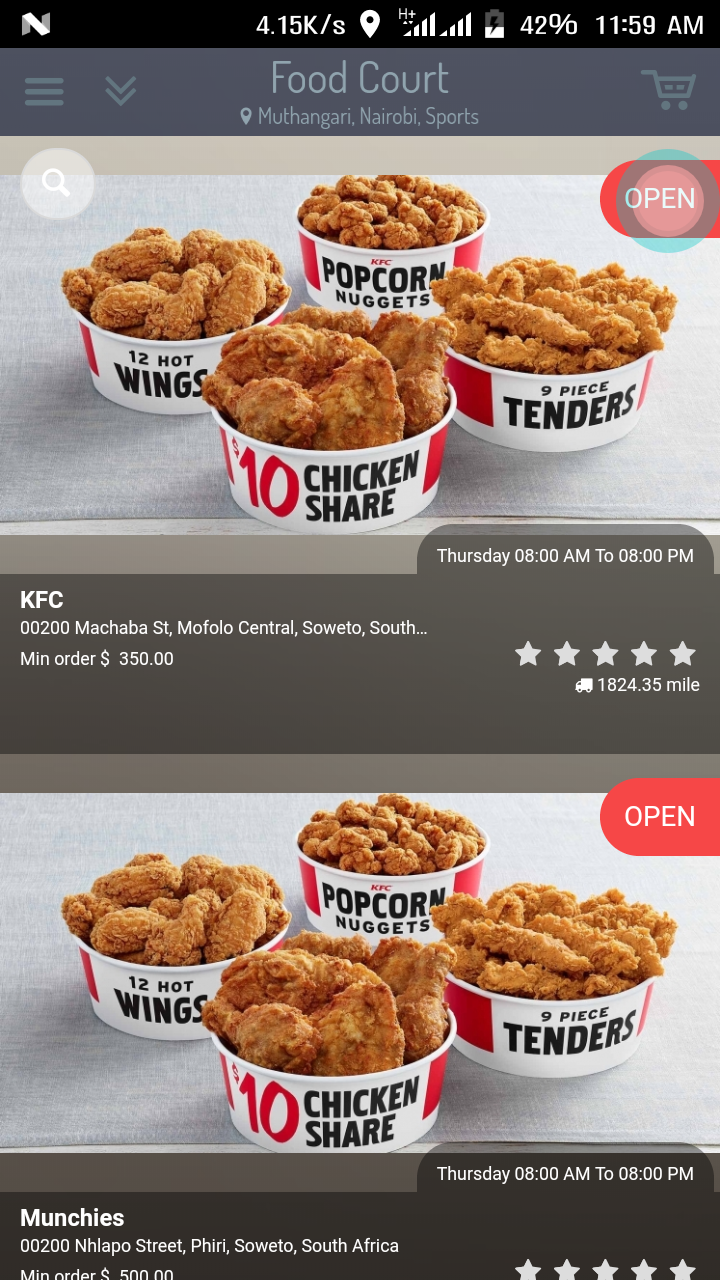 4.15K/s H+ 42% 11:59 AM
Food Court
Muthangari, Nairobi, Sports
OPEN
KFC
POPCORN
NUGGETS
12 HOT
WINGS
9 PIECE
TENDERS
$10 CHICKEN
SHARE
Thursday 08:00 AM To 08:00 PM
KFC
00200 Machaba St, Mofolo Central, Soweto, South...
Min order $ 350.00
1824.35 mile
OPEN
KFC
POPCORN
NUGGETS
12 HOT
WINGS
9 PIECE
TENDERS
$10 CHICKEN
SHARE
Thursday 08:00 AM To 08:00 PM
Munchies
00200 Nhlapo Street, Phiri, Soweto, South Africa
Min order $ 500.00